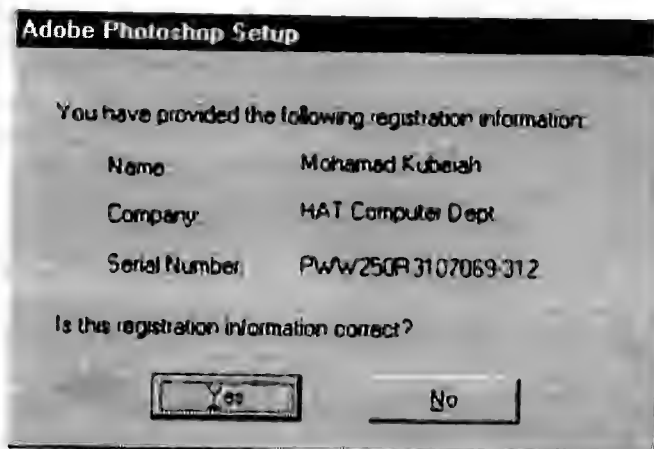 Adobe Photoshop Setup
You have provided the following registration information:
Name: Mohamad Kubaiah
Company: HAT Computer Dept
Serial Number: PWW250R3107069-312
Is this registration information correct?
Yes No